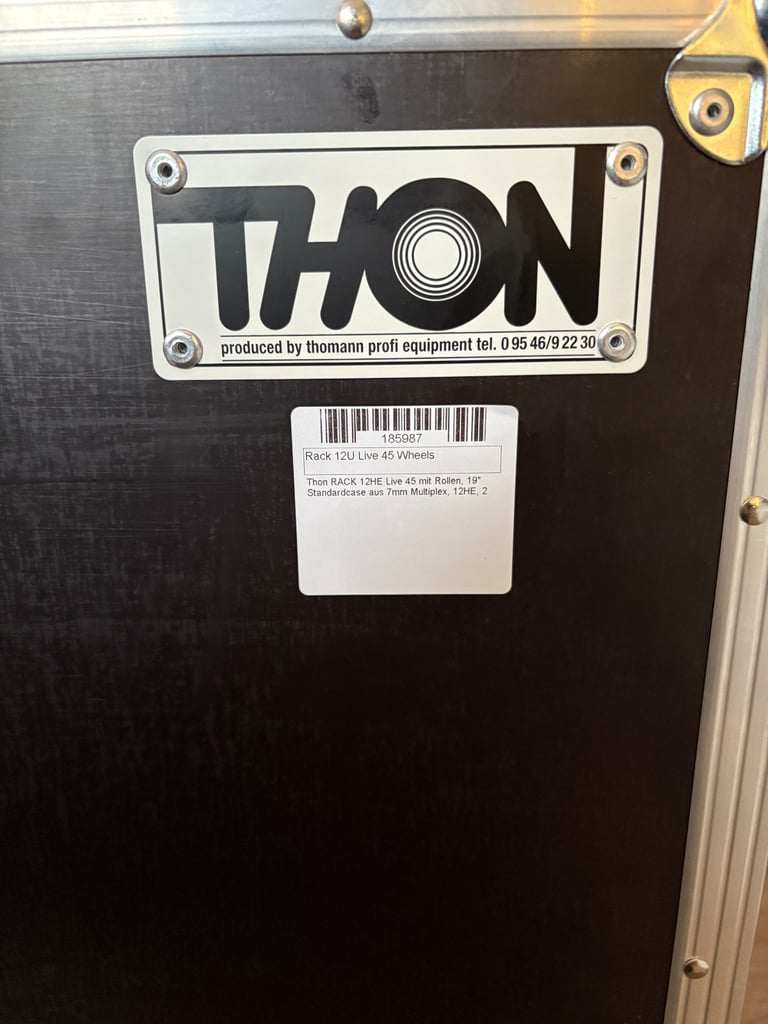 THON
produced by thomann profi equipment tel. 0 95 46/9 22 30
185987
Rack 12U Live 45 Wheels
Thon RACK 12HE Live 45 mit Rollen, 19"
Standardcase aus 7mm Multiplex, 12HE, 2